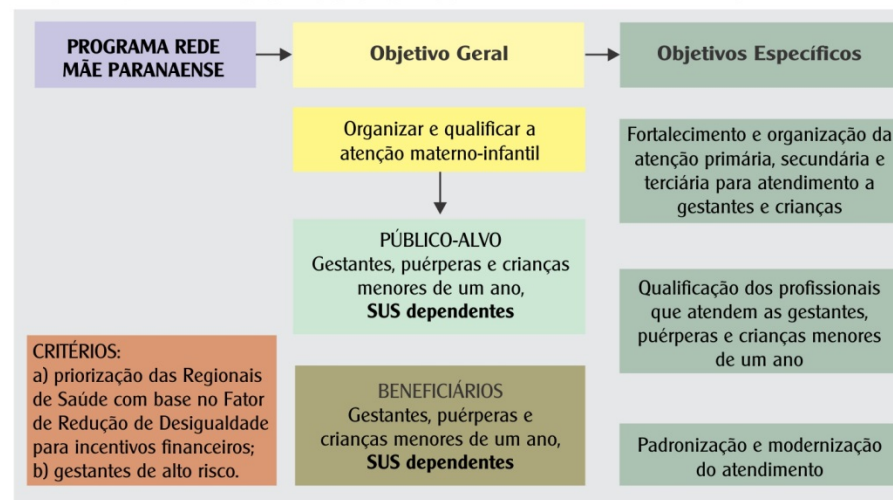 PROGRAMA REDE
MÃE PARANAENSE
Objetivo Geral
Objetivos Específicos
Organizar e qualificar a
atenção materno-infantil
Fortalecimento e organização da
atenção primária, secundária e
terciária para atendimento a
gestantes e crianças
PÚBLICO-ALVO
Gestantes, puérperas e crianças
menores de um ano,
SUS dependentes
Qualificação dos profissionais
que atendem as gestantes,
puérperas e crianças menores
de um ano
CRITÉRIOS:
a) priorização das Regionais
de Saúde com base no Fator
de Redução de Desigualdade
para incentivos financeiros;
b) gestantes de alto risco.
BENEFICIÁRIOS
Gestantes, puérperas e
crianças menores de um ano,
SUS dependentes
Padronização e modernização
do atendimento